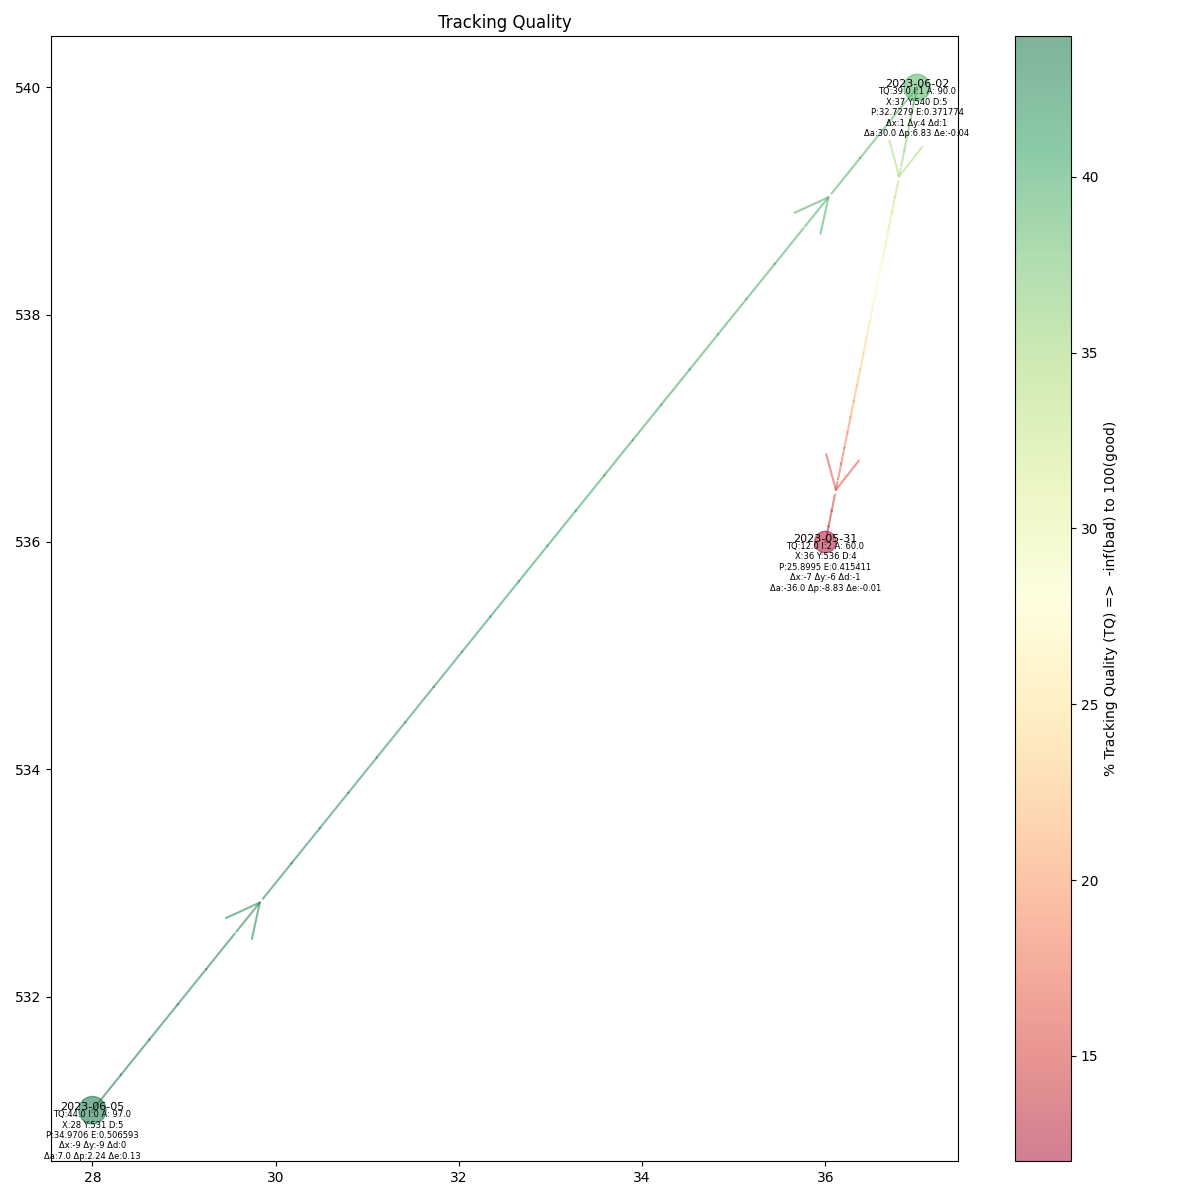 Tracking Quality
540
538
536
534
532
28
30
32
34
36
2023-06-02
TQ:39.0 I:1 A: 90.0
X:37 Y:540 D:5
P:32.7279 E:0.371774
Δx:1 Δy:4 Δd:1
Δa:30.0 Δp:6.83 Δe:-0.04
2023-05-31
TQ:12.0 I:2 A: 60.0
X:36 Y:536 D:4
P:25.8995 E:0.415411
Δx:-7 Δy:-6 Δd:-1
Δa:-36.0 Δp:-8.83 Δe:-0.01
2023-06-05
TQ:44.0 I:0 A: 97.0
X:28 Y:531 D:5
P:34.9706 E:0.506593
Δx:-9 Δy:-9 Δd:0
Δa:7.0 Δp:2.24 Δe:0.13
40
35
30
25
20
15
% Tracking Quality (TQ) => -inf(bad) to 100(good)